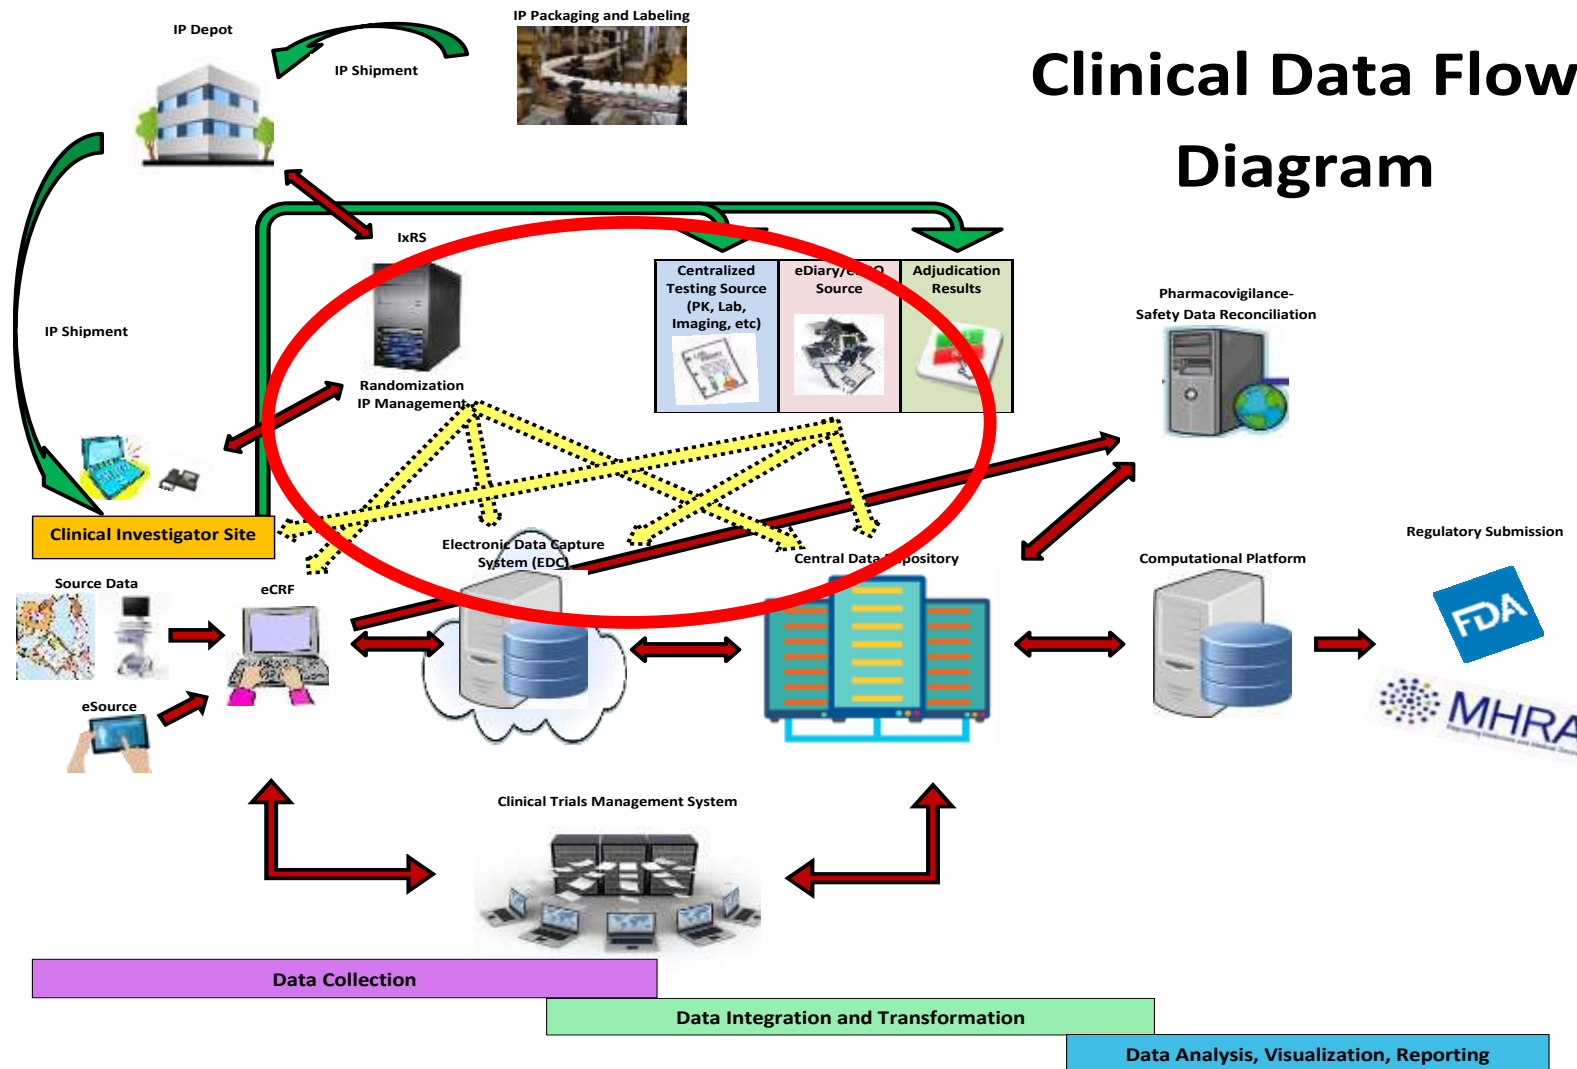 IP Packaging and Labeling
IP Depot
IP Shipment
Clinical Data Flow
Diagram
IxRS
Centralized
Testing Source
(PK, Lab,
Imaging, etc)
Source
Adjudication
Results
Pharmacovigilance-
Safety Data Reconciliation
IP Shipment
Randomization
IP Management
Clinical Investigator Site
Electronic Data Capture
System (EDC)
Central Data Repository
Computational Platform
Regulatory Submission
Source Data
eCRF
FDA
eSource
MHRA
Clinical Trials Management System
Data Collection
Data Integration and Transformation
Data Analysis, Visualization, Reporting